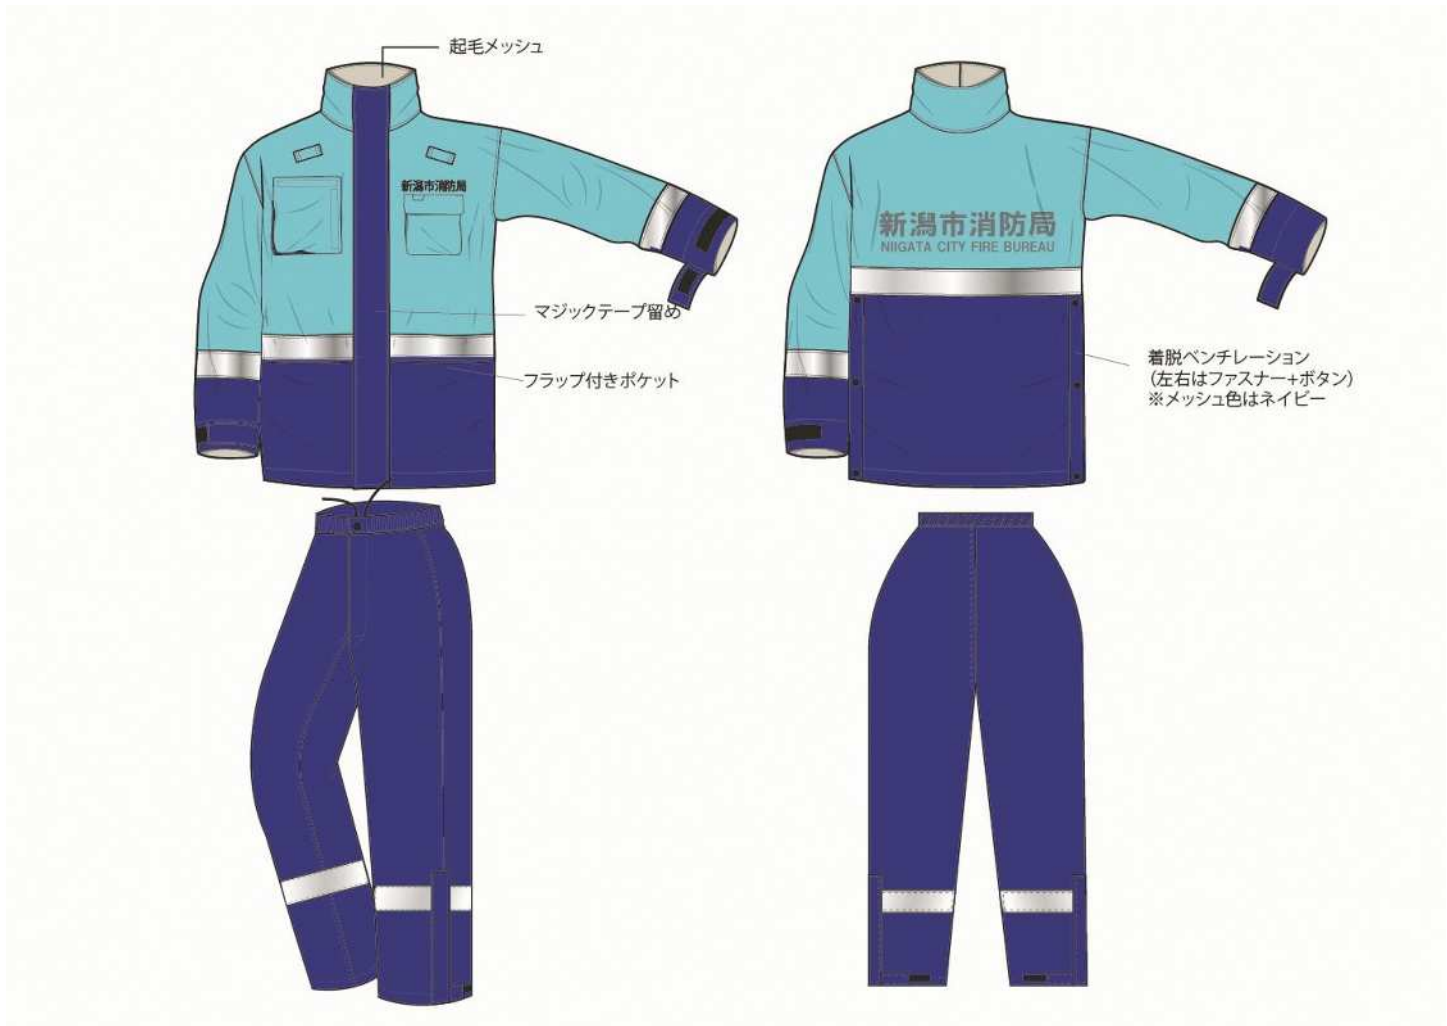 起毛メッシュ
新潟市消防局
マジックテープ留め
フラップ付きポケット
新潟市消防局
NIIGATA CITY FIRE BUREAU
着脱ベンチレーション
(左右はファスナー+ボタン)
※メッシュ色はネイビー